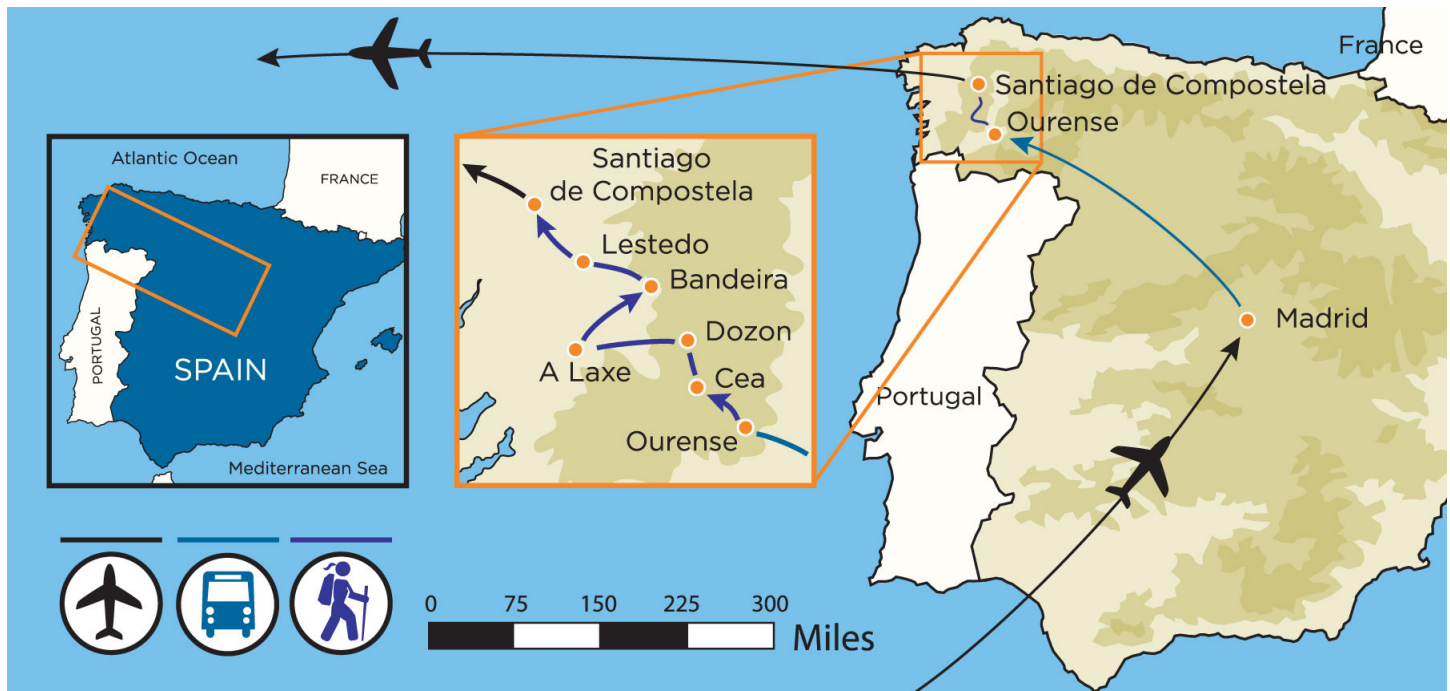 France
Santiago de Compostela
Ourense
Madrid
Portugal
Atlantic Ocean
FRANCE
PORTUGAL
SPAIN
Mediterranean Sea
Santiago
de Compostela
Lestedo
Bandeira
Dozon
A Laxe
Cea
Ourense
0 75 150 225 300
Miles